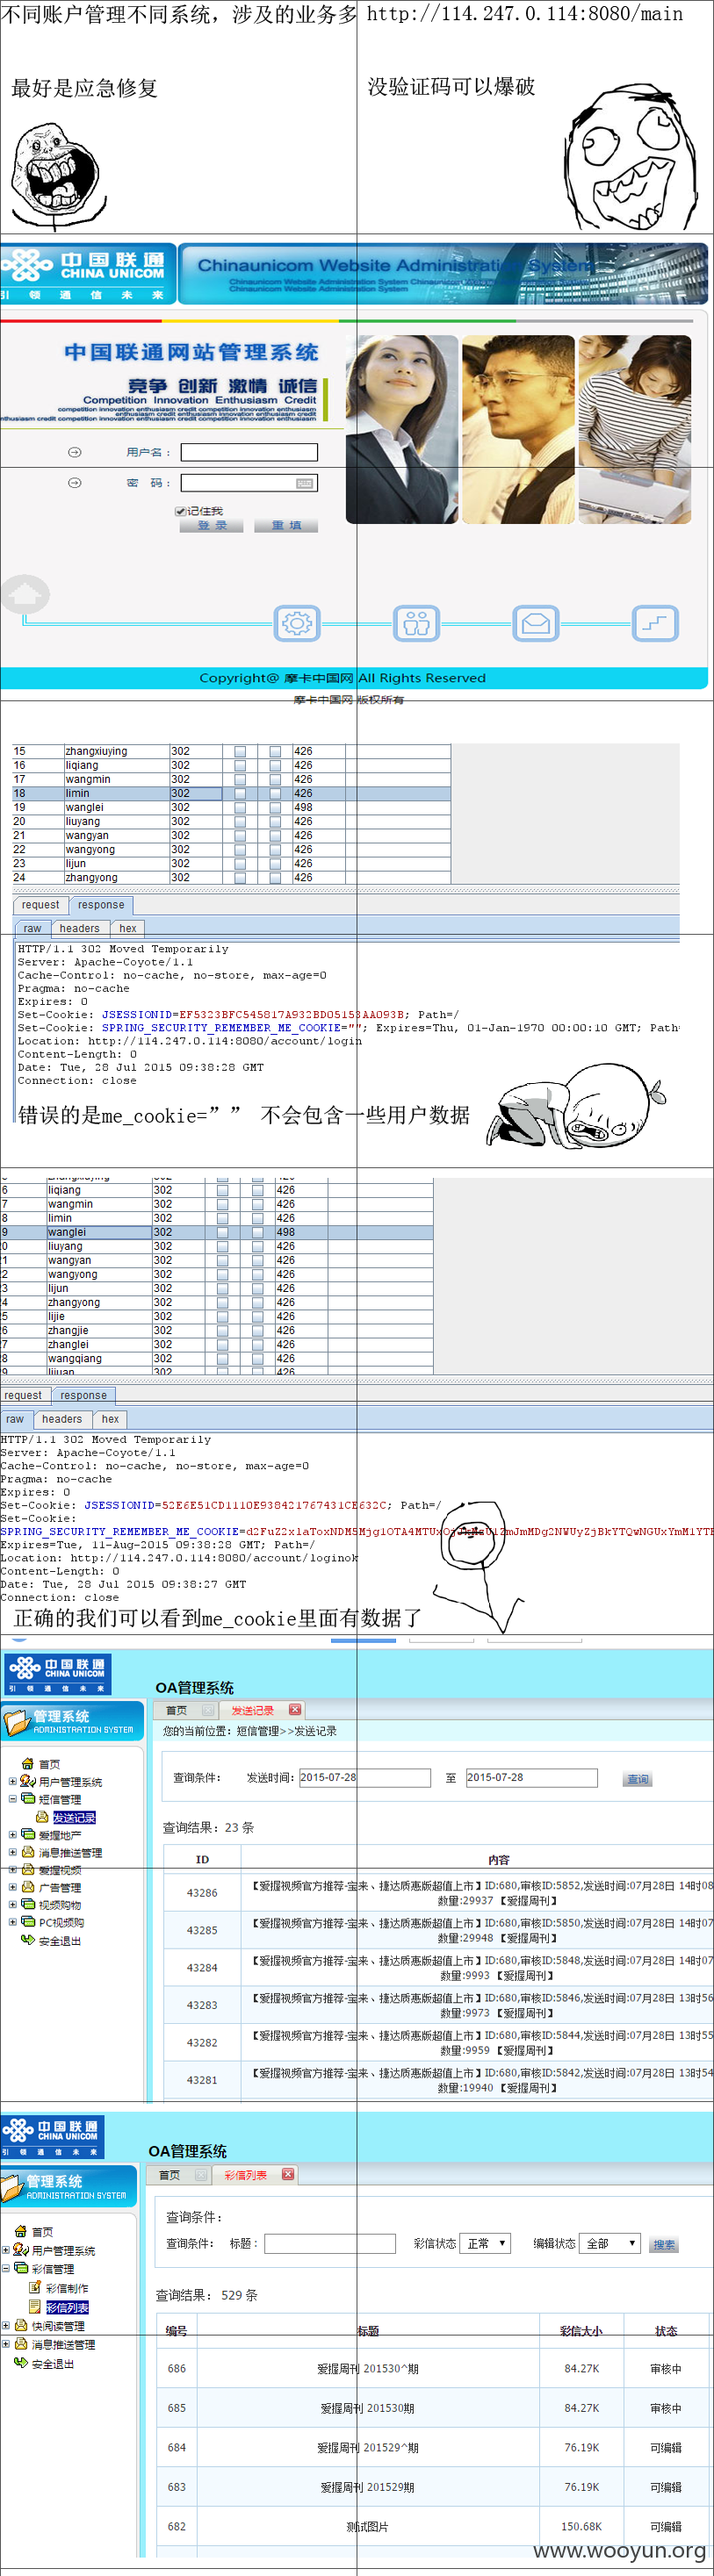 不同账户管理不同系统，涉及的业务多 http://114.247.0.114:8080/main
最好是应急修复
没验证码可以爆破
中国联通
CHINA UNICOM
引 领 通 信 未 来
Chinaunicom Website Administration System
中国联通网站管理系统
竞争 创新 激情 诚信
Competition Innovation Enthusiasm Credit
用户名：
密 码：
记住我
登 录 重 填
Copyright@ 摩卡中国网 All Rights Reserved
摩卡中国网 版权所有
15 zhangxiuying 302 426
16 liqiang 302 426
17 wangmin 302 426
18 limin 302 426
19 wanglei 302 498
20 liuyang 302 426
21 wangyan 302 426
22 wangyong 302 426
23 lijun 302 426
24 zhangyong 302 426
request response
raw headers hex
HTTP/1.1 302 Moved Temporarily
Server: Apache-Coyote/1.1
Cache-Control: no-cache, no-store, max-age=0
Pragma: no-cache
Expires: 0
Set-Cookie: JSESSIONID=EF5323BFC545817A932BD05153AA093B; Path=/
Set-Cookie: SPRING_SECURITY_REMEMBER_ME_COOKIE=""; Expires=Thu, 01-Jan-1970 00:00:10 GMT; Path
Location: http://114.247.0.114:8080/account/login
Content-Length: 0
Date: Tue, 28 Jul 2015 09:38:28 GMT
Connection: close
错误的是me_cookie=” ” 不会包含一些用户数据
6 liqiang 302 426
7 wangmin 302 426
8 limin 302 426
9 wanglei 302 498
20 liuyang 302 426
21 wangyan 302 426
22 wangyong 302 426
23 lijun 302 426
24 zhangyong 302 426
25 lijie 302 426
26 zhangjie 302 426
27 zhanglei 302 426
28 wangqiang 302 426
29 lijuan 302 426
request response
raw headers hex
HTTP/1.1 302 Moved Temporarily
Server: Apache-Coyote/1.1
Cache-Control: no-cache, no-store, max-age=0
Pragma: no-cache
Expires: 0
Set-Cookie: JSESSIONID=52E6E51CD1110E938421767431CE632C; Path=/
Set-Cookie:
Expires=Tue, 11-Aug-2015 09:38:28 GMT; Path=/
Location: http://114.247.0.114:8080/account/loginok
Content-Length: 0
Date: Tue, 28 Jul 2015 09:38:27 GMT
Connection: close
正确的我们可以看到me_cookie里面有数据了
中国联通
CHINA UNICOM
引 领 通 信 未 来
OA管理系统
管理系统
ADMINISTRATION SYSTEM
首页 发送记录
您的当前位置：短信管理>>发送记录
首页
用户管理系统
短信管理
发送记录
爱握地产
消息推送管理
爱握视频
广告管理
视频购物
PC视频购
安全退出
查询条件： 发送时间：2015-07-28 至 2015-07-28 查询
查询结果：23 条
ID 内容
43286 【爱握视频官方推荐-宝来、捷达质惠版超值上市】ID:680,审核ID:5852,发送时间:07月28日 14时08
数量:29937 【爱握周刊】
43285 【爱握视频官方推荐-宝来、捷达质惠版超值上市】ID:680,审核ID:5850,发送时间:07月28日 14时07
数量:29948 【爱握周刊】
43284 【爱握视频官方推荐-宝来、捷达质惠版超值上市】ID:680,审核ID:5848,发送时间:07月28日 14时07
数量:9993 【爱握周刊】
43283 【爱握视频官方推荐-宝来、捷达质惠版超值上市】ID:680,审核ID:5846,发送时间:07月28日 13时56
数量:9973 【爱握周刊】
43282 【爱握视频官方推荐-宝来、捷达质惠版超值上市】ID:680,审核ID:5844,发送时间:07月28日 13时55
数量:9959 【爱握周刊】
43281 【爱握视频官方推荐-宝来、捷达质惠版超值上市】ID:680,审核ID:5842,发送时间:07月28日 13时54
数量:19940 【爱握周刊】
中国联通
CHINA UNICOM
引 领 通 信 未 来
OA管理系统
管理系统
ADMINISTRATION SYSTEM
首页 彩信列表
首页
用户管理系统
彩信管理
彩信制作
彩信列表
快阅读管理
消息推送管理
安全退出
查询条件：
查询条件： 标题： 彩信状态 正常 编辑状态 全部 搜索
查询结果： 529 条
编号 标题 彩信大小 状态
686 爱握周刊 201530^期 84.27K 审核中
685 爱握周刊 201530期 84.27K 审核中
684 爱握周刊 201529^期 76.19K 可编辑
683 爱握周刊 201529期 76.19K 可编辑
682 测试图片 150.68K 可编辑
www.wooyun.org